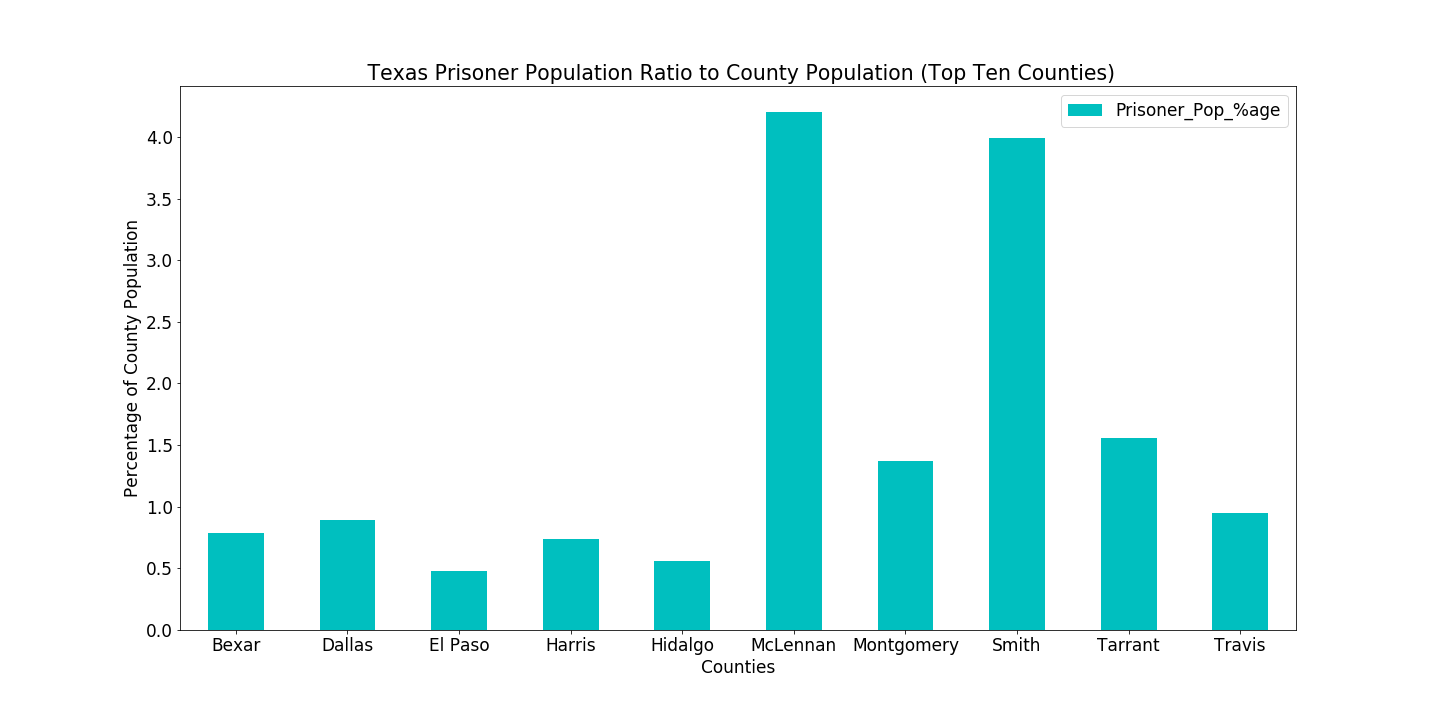 Texas Prisoner Population Ratio to County Population (Top Ten Counties)
Prisoner_Pop_%age
Percentage of County Population
4.0
3.5
3.0
2.5
2.0
1.5
1.0
0.5
0.0
Bexar Dallas El Paso Harris Hidalgo McLennan Montgomery Smith Tarrant Travis
Counties